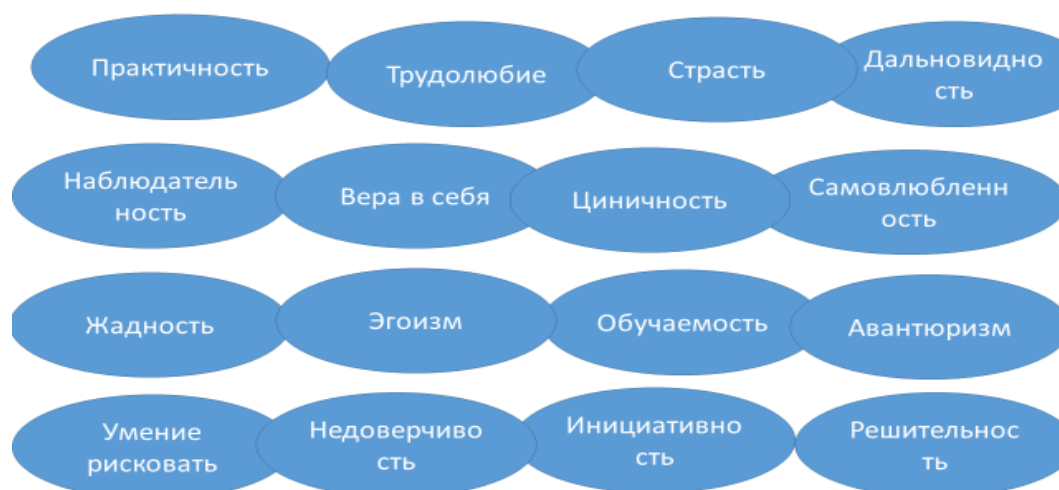 Практичность
Трудолюбие
Страсть
Дальновидно
сть
Наблюдатель
ность
Вера в себя
Циничность
Самовлюбленн
ость
Жадность
Эгоизм
Обучаемость
Авантюризм
Умение
рисковать
Недоверчиво
сть
Инициативно
сть
Решительнос
ть